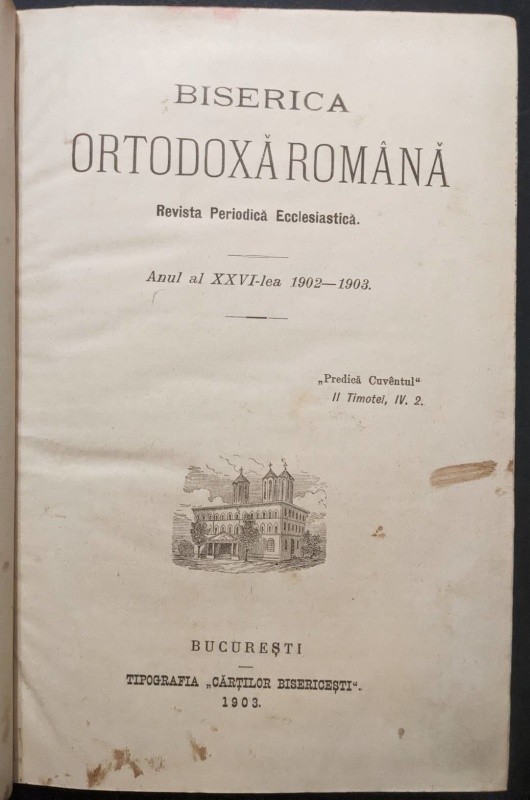 BISERICA
ORTODOXĂ ROMÂNĂ
Revista Periodică Ecclesiastică.
Anul al XXVI-lea 1902—1903.
„Predică Cuvêntul“
II Timotei, IV. 2.
BUCUREŞTI
TIPOGRAFIA „CĂRŢILOR BISERICEŞTI“.
1903.